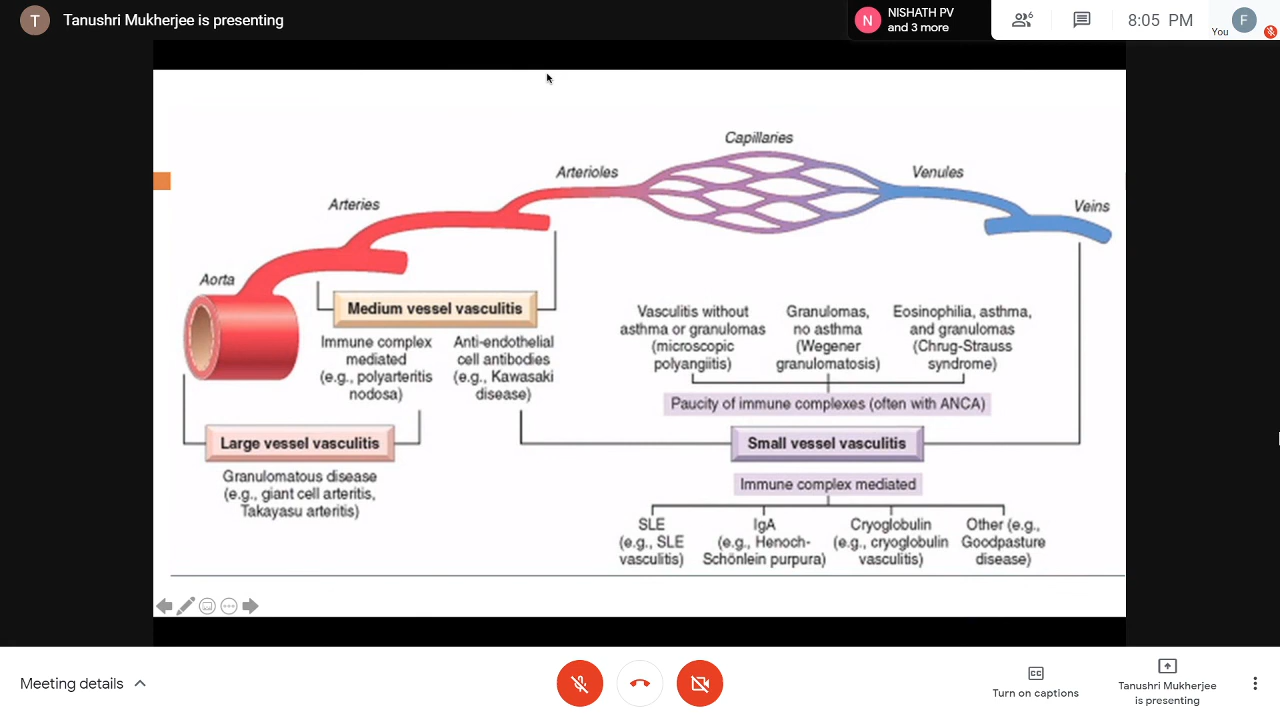 T
Tanushri Mukherjee is presenting
N
NISHATH PV
and 3 more
6
8:05 PM
You
F
Capillaries
Arterioles
Venules
Arteries
Veins
Aorta
Medium vessel vasculitis
Immune complex
mediated
(e.g., polyarteritis
nodosa)
Anti-endothelial
cell antibodies
(e.g., Kawasaki
disease)
Vasculitis without
asthma or granulomas
(microscopic
polyangiitis)
Granulomas,
no asthma
(Wegener
granulomatosis)
Eosinophilia, asthma,
and granulomas
(Chrug-Strauss
syndrome)
Paucity of immune complexes (often with ANCA)
Large vessel vasculitis
Small vessel vasculitis
Granulomatous disease
(e.g., giant cell arteritis,
Takayasu arteritis)
Immune complex mediated
SLE
(e.g., SLE
vasculitis)
IgA
(e.g., Henoch-
Schönlein purpura)
Cryoglobulin
(e.g., cryoglobulin
vasculitis)
Other (e.g.,
Goodpasture
disease)
Meeting details
CC
Turn on captions
Tanushri Mukherjee
is presenting